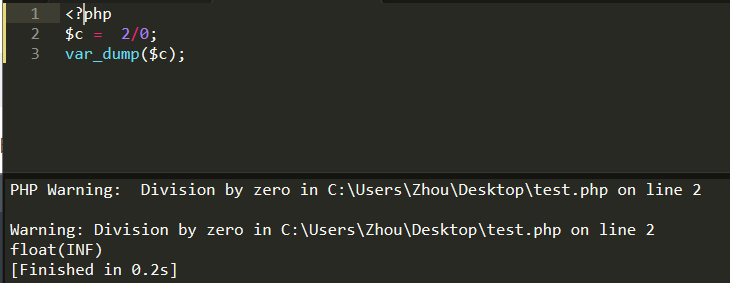 1 <?php
2 $c =  2/0;
3 var_dump($c);
PHP Warning:  Division by zero in C:\Users\Zhou\Desktop\test.php on line 2
Warning: Division by zero in C:\Users\Zhou\Desktop\test.php on line 2
float(INF)
[Finished in 0.2s]